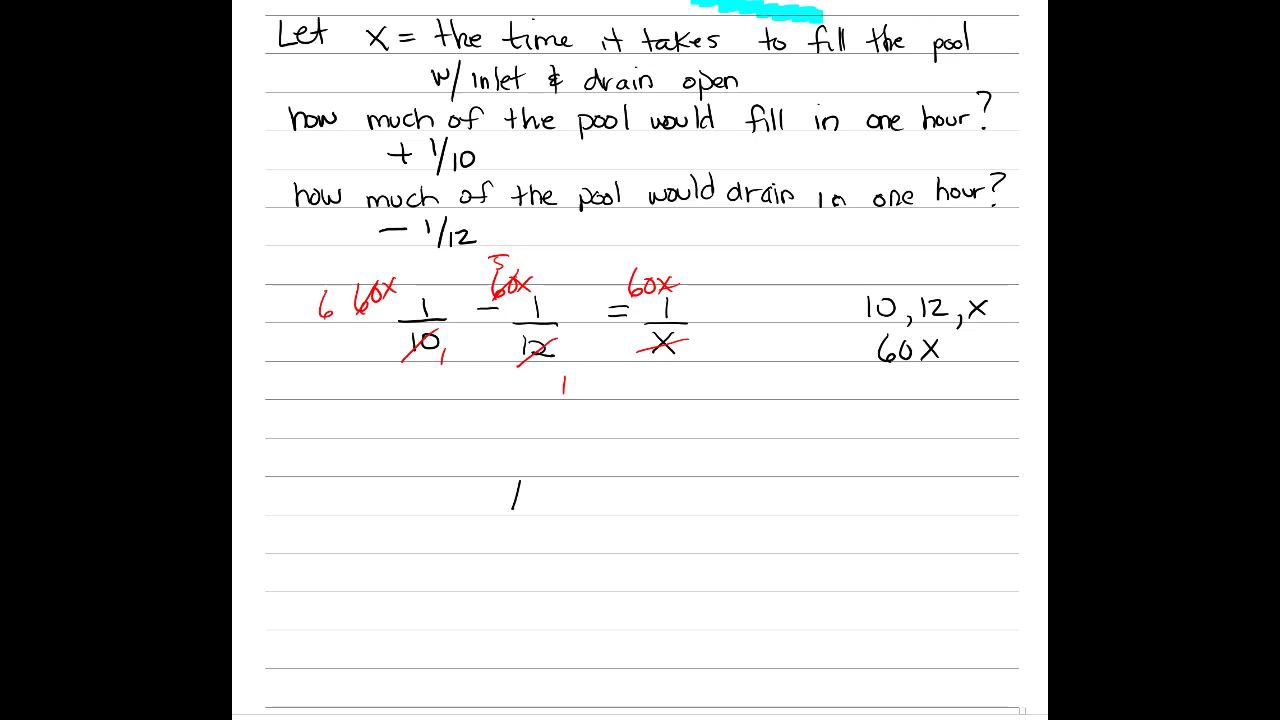 Let x = the time it takes to fill the pool
w/ inlet & drain open
how much of the pool would fill in one hour?
+ 1/10
how much of the pool would drain in one hour?
- 1/12
6 60x 1/10 1 - 5 60x 1/12 1 = 60x 1/x
10, 12, x
60x
/